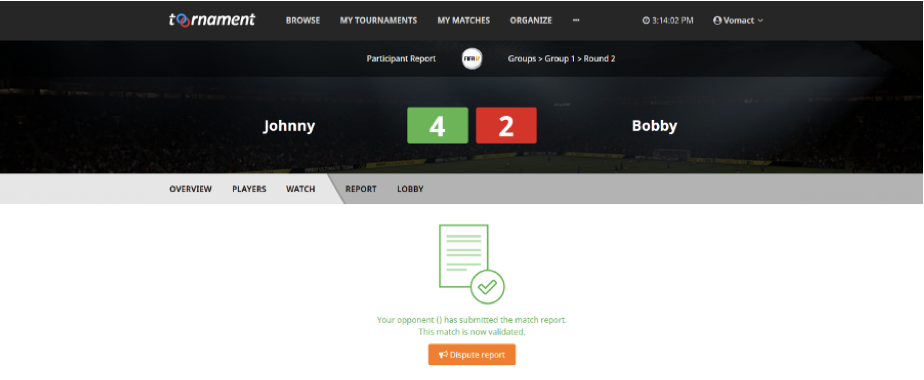 toornament BROWSE MY TOURNAMENTS MY MATCHES ORGANIZE ··· 3:14:02 PM Vomact
Participant Report FIFA17 Groups > Group 1 > Round 2
Johnny 4 2 Bobby
OVERVIEW PLAYERS WATCH REPORT LOBBY
Your opponent () has submitted the match report.
This match is now validated.
Dispute report